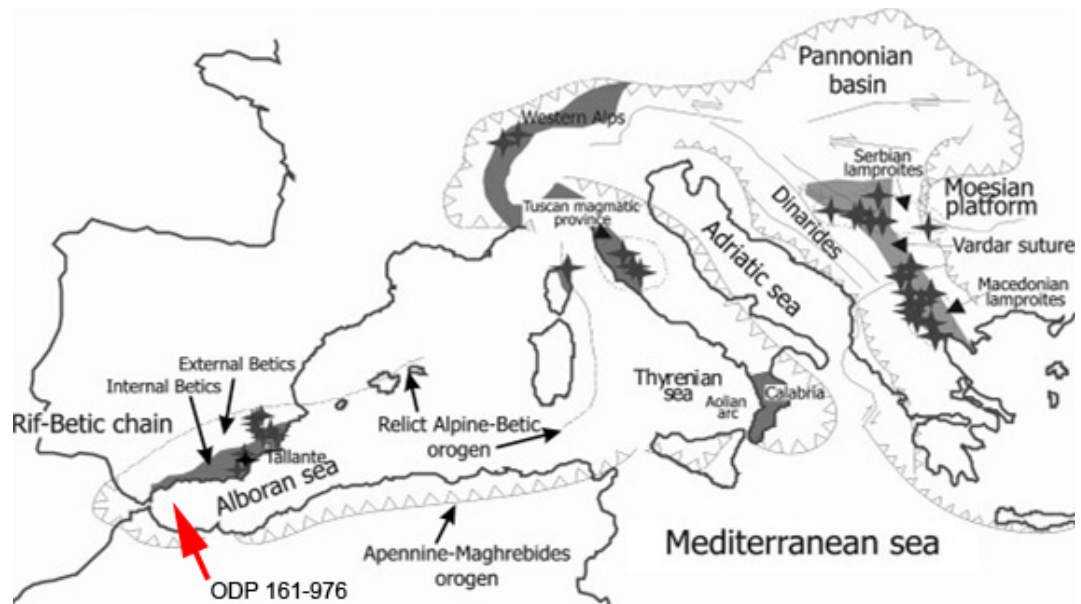 Pannonian
basin
Western Alps
Serbian
lamproites
Tuscan magmatic
province
Moesian
platform
Dinarides
Adriatic sea
Vardar suture
Macedonian
lamproites
External Betics
Internal Betics
Rif-Betic chain
Thyrenian
sea
Aolian
arc
Calabria
Relict Alpine-Betic
orogen
Tallante
Alboran sea
Apennine-Maghrebides
orogen
Mediterranean sea
ODP 161-976